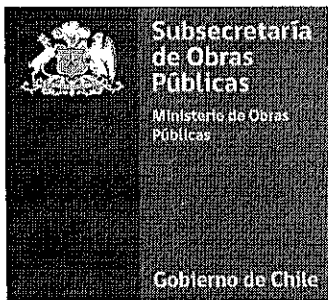 Subsecretaría
de Obras
Públicas
Ministerio de Obras
Públicas
Gobierno de Chile